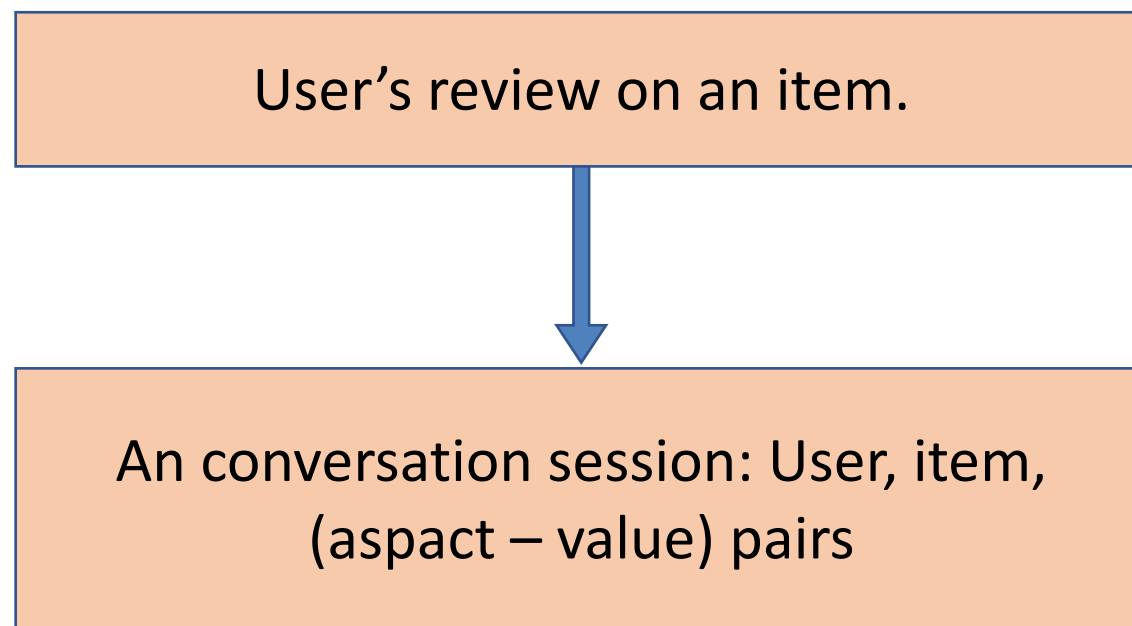 User’s review on an item.
An conversation session: User, item,
(aspact – value) pairs